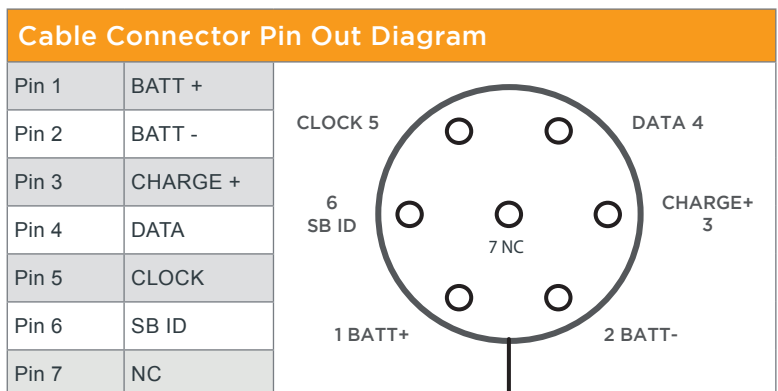 Cable Connector Pin Out Diagram
Pin 1 BATT +
Pin 2 BATT -
Pin 3 CHARGE +
Pin 4 DATA
Pin 5 CLOCK
Pin 6 SB ID
Pin 7 NC
CLOCK 5
DATA 4
6
SB ID
CHARGE+
3
7 NC
1 BATT+
2 BATT-